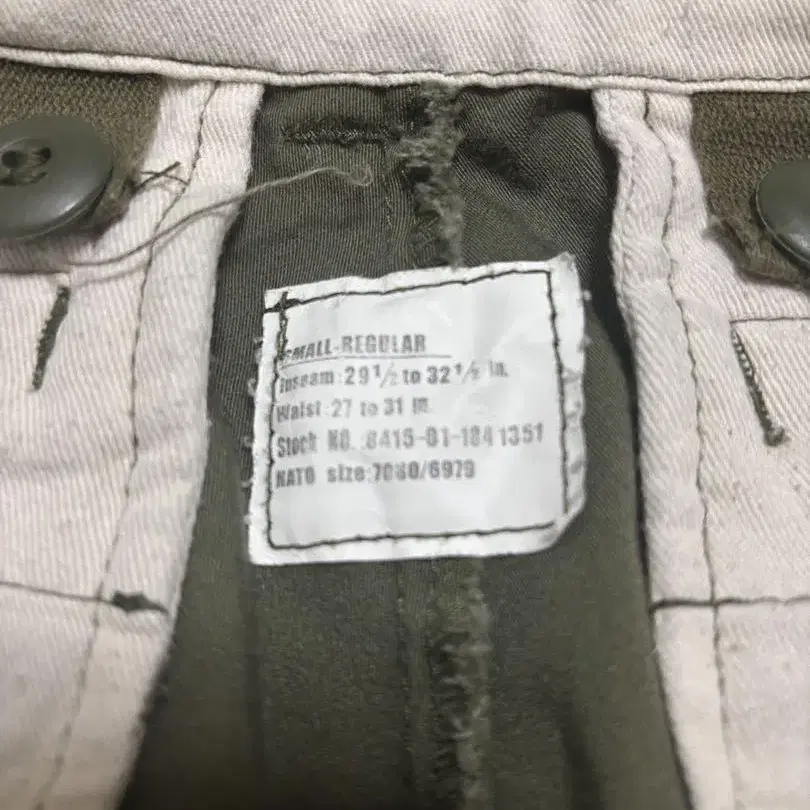 SMALL-REGULAR
Inseam:29 1/2 to 32 1/2 in.
Waist:27 to 31 in.
Stock NO.:8415-01-184 1351
NATO size:7080/6979